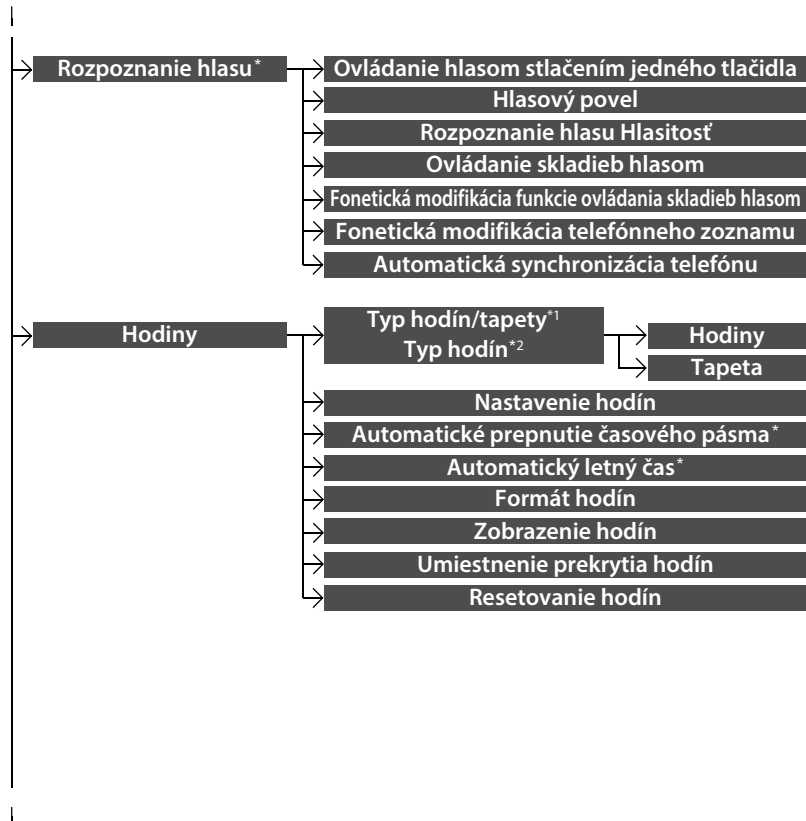 Rozpoznanie hlasu*
Ovládanie hlasom stlačením jedného tlačidla
Hlasový povel
Rozpoznanie hlasu Hlasitosť
Ovládanie skladieb hlasom
Fonetická modifikácia funkcie ovládania skladieb hlasom
Fonetická modifikácia telefónneho zoznamu
Automatická synchronizácia telefónu
Hodiny
Typ hodín/tapety*1
Typ hodín*2
Hodiny
Tapeta
Nastavenie hodín
Automatické prepnutie časového pásma*
Automatický letný čas*
Formát hodín
Zobrazenie hodín
Umiestnenie prekrytia hodín
Resetovanie hodín